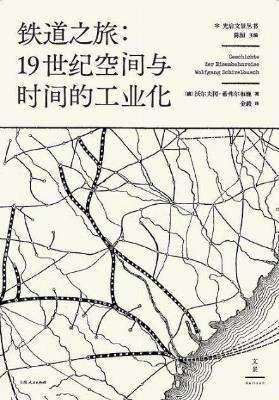 铁道之旅：
19世纪空间与
时间的工业化
光启文景丛书
陈恒 主编
Geschichte
der Eisenbahnreise
Wolfgang Schivelbusch
[德]沃尔夫冈·希弗尔布施 著
金毅 译
文
景
Horizon
上海人民出版社